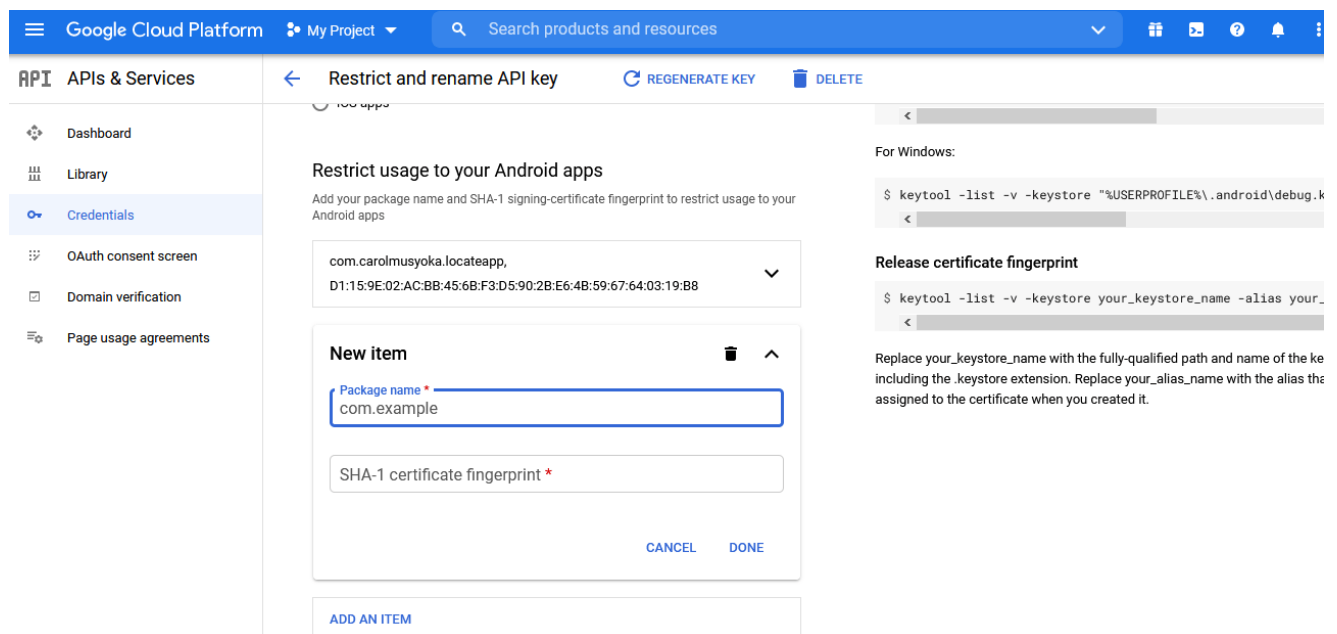 Google Cloud Platform
My Project
Search products and resources
API
APIs & Services
Restrict and rename API key
REGENERATE KEY
DELETE
Dashboard
Library
Credentials
OAuth consent screen
Domain verification
Page usage agreements
iOS apps
Restrict usage to your Android apps
Add your package name and SHA-1 signing-certificate fingerprint to restrict usage to your
Android apps
com.carolmusyoka.locateapp,
D1:15:9E:02:AC:BB:45:6B:F3:D5:90:2B:E6:4B:59:67:64:03:19:B8
New item
Package name *
com.example
SHA-1 certificate fingerprint *
CANCEL
DONE
ADD AN ITEM
For Windows:
$ keytool -list -v -keystore "%USERPROFILE%\.android\debug.k
Release certificate fingerprint
$ keytool -list -v -keystore your_keystore_name -alias your_
Replace your_keystore_name with the fully-qualified path and name of the ke
including the .keystore extension. Replace your_alias_name with the alias tha
assigned to the certificate when you created it.